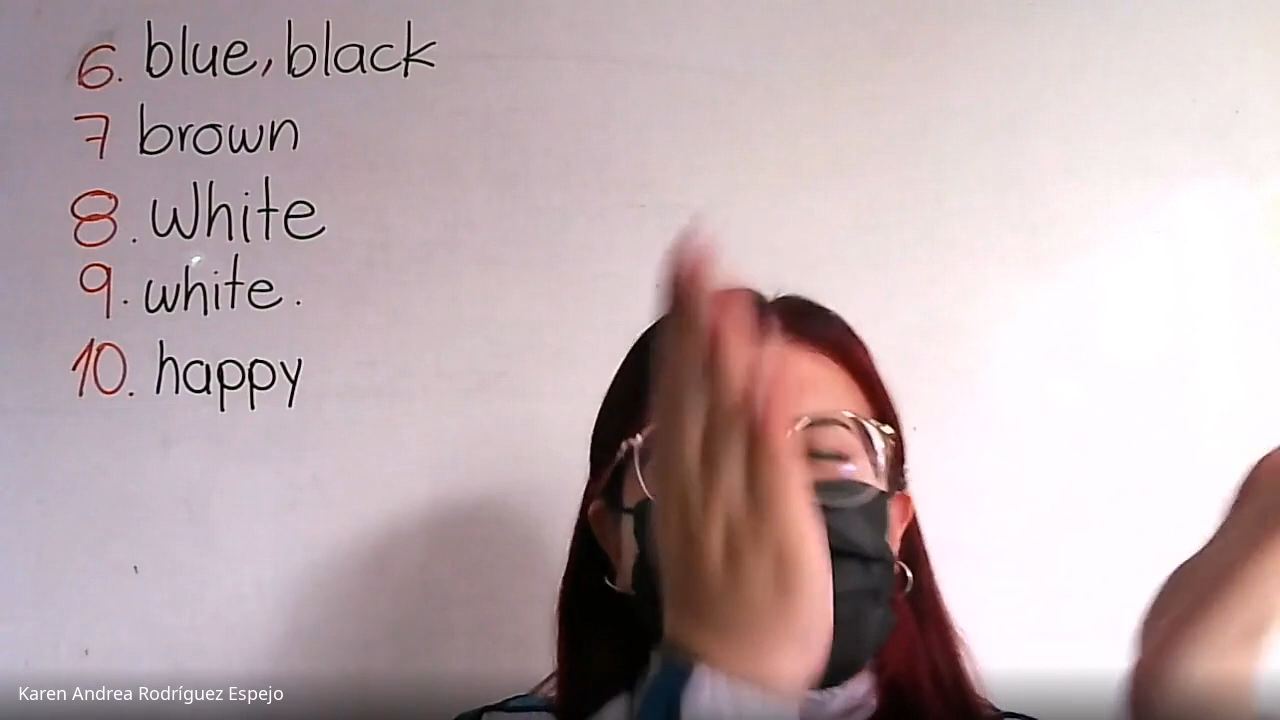 6. blue, black
7 brown
8. White
9. white.
10. happy
Karen Andrea Rodríguez Espejo